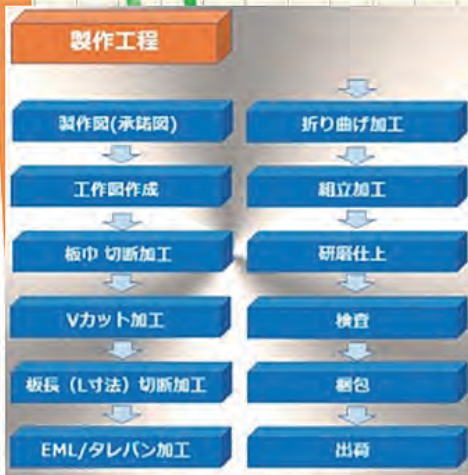 製作工程
製作図(承諾図)
工作図作成
板巾 切断加工
Vカット加工
板長（L寸法）切断加工
EML/タレパン加工
折り曲げ加工
組立加工
研磨仕上
検査
梱包
出荷